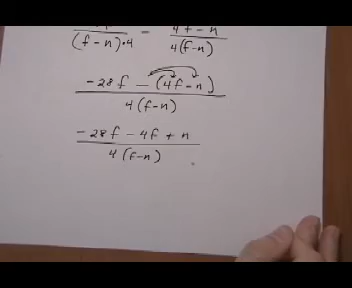 (f-n)·4 - 4f-n / 4(f-n)
-28f - (4f-n) / 4(f-n)
-28f - 4f + n / 4(f-n)